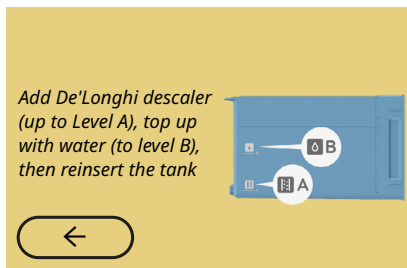 Add De'Longhi descaler
(up to Level A), top up
with water (to level B),
then reinsert the tank
B
A